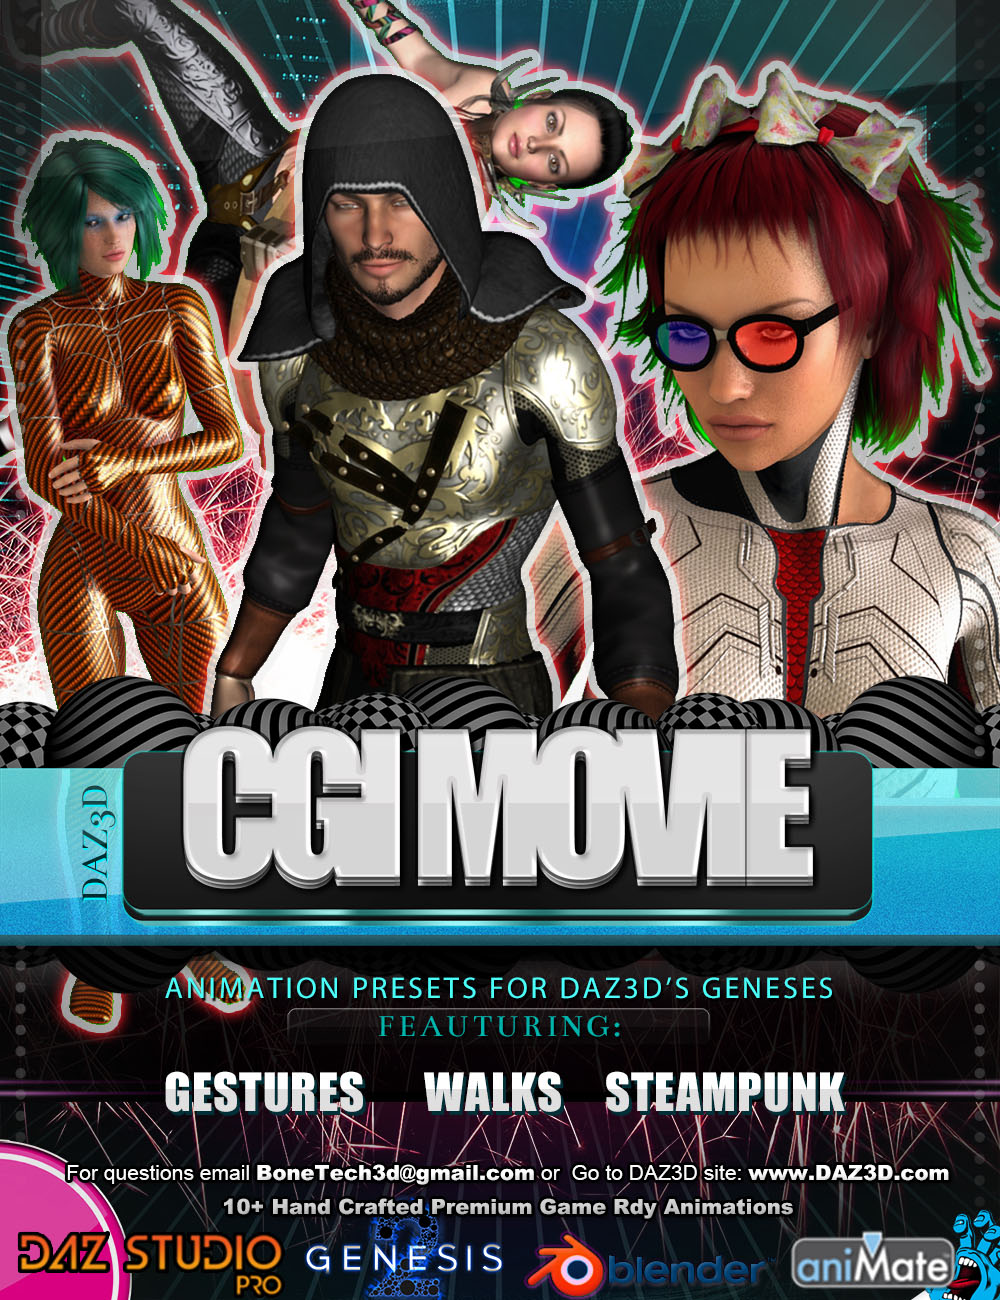 DAZ3D
CGI MOVIE
ANIMATION PRESETS FOR DAZ3D'S GENESES
FEAUTURING:
GESTURES WALKS STEAMPUNK
For questions email BoneTech3d@gmail.com or Go to DAZ3D site: www.DAZ3D.com
10+ Hand Crafted Premium Game Rdy Animations
DAZ STUDIO PRO
GENESIS 2
blender
aniMate